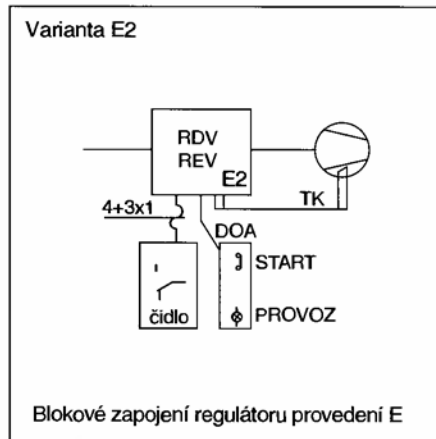 Varianta E2
RDV
REV
E2
TK
4+3x1
DOA
START
čidlo
PROVOZ
Blokové zapojení regulátoru provedení E